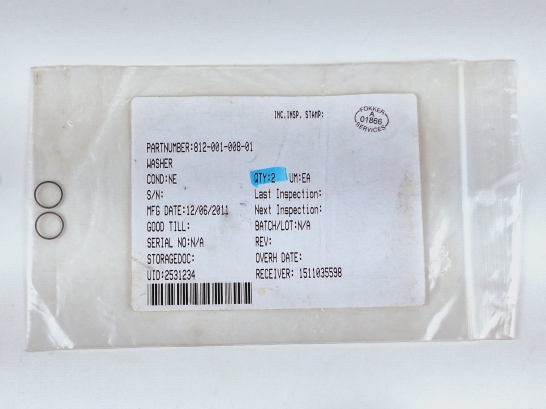 INC.INSP. STAMP:
FOKKER
A
01866
SERVICES
PARTNUMBER:812-001-008-01
WASHER
COND:NE QTY:2 UM:EA
S/N: Last Inspection:
MFG DATE:12/06/2011 Next Inspection:
GOOD TILL: BATCH/LOT:N/A
SERIAL NO:N/A REV:
STORAGEDOC: OVERH DATE:
UID:2531234 RECEIVER: 1511035598